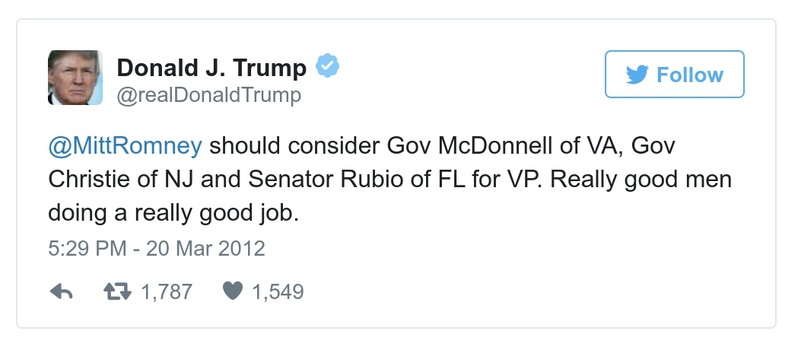 Donald J. Trump
@realDonaldTrump
Follow
@MittRomney should consider Gov McDonnell of VA, Gov
Christie of NJ and Senator Rubio of FL for VP. Really good men
doing a really good job.
5:29 PM - 20 Mar 2012
1,787 1,549